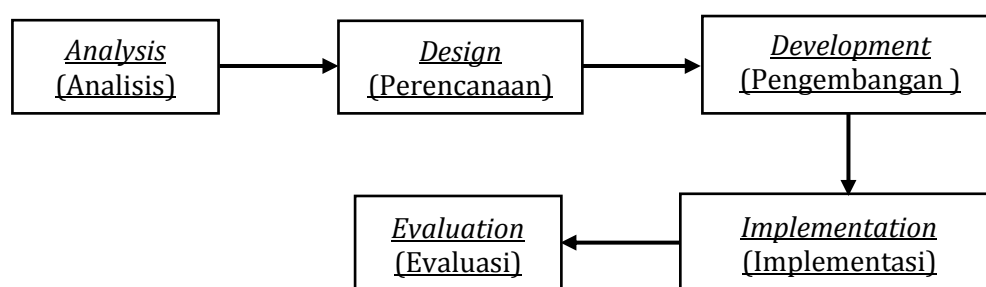 Analysis
(Analisis)
Design
(Perencanaan)
Development
(Pengembangan )
Implementation
(Implementasi)
Evaluation
(Evaluasi)